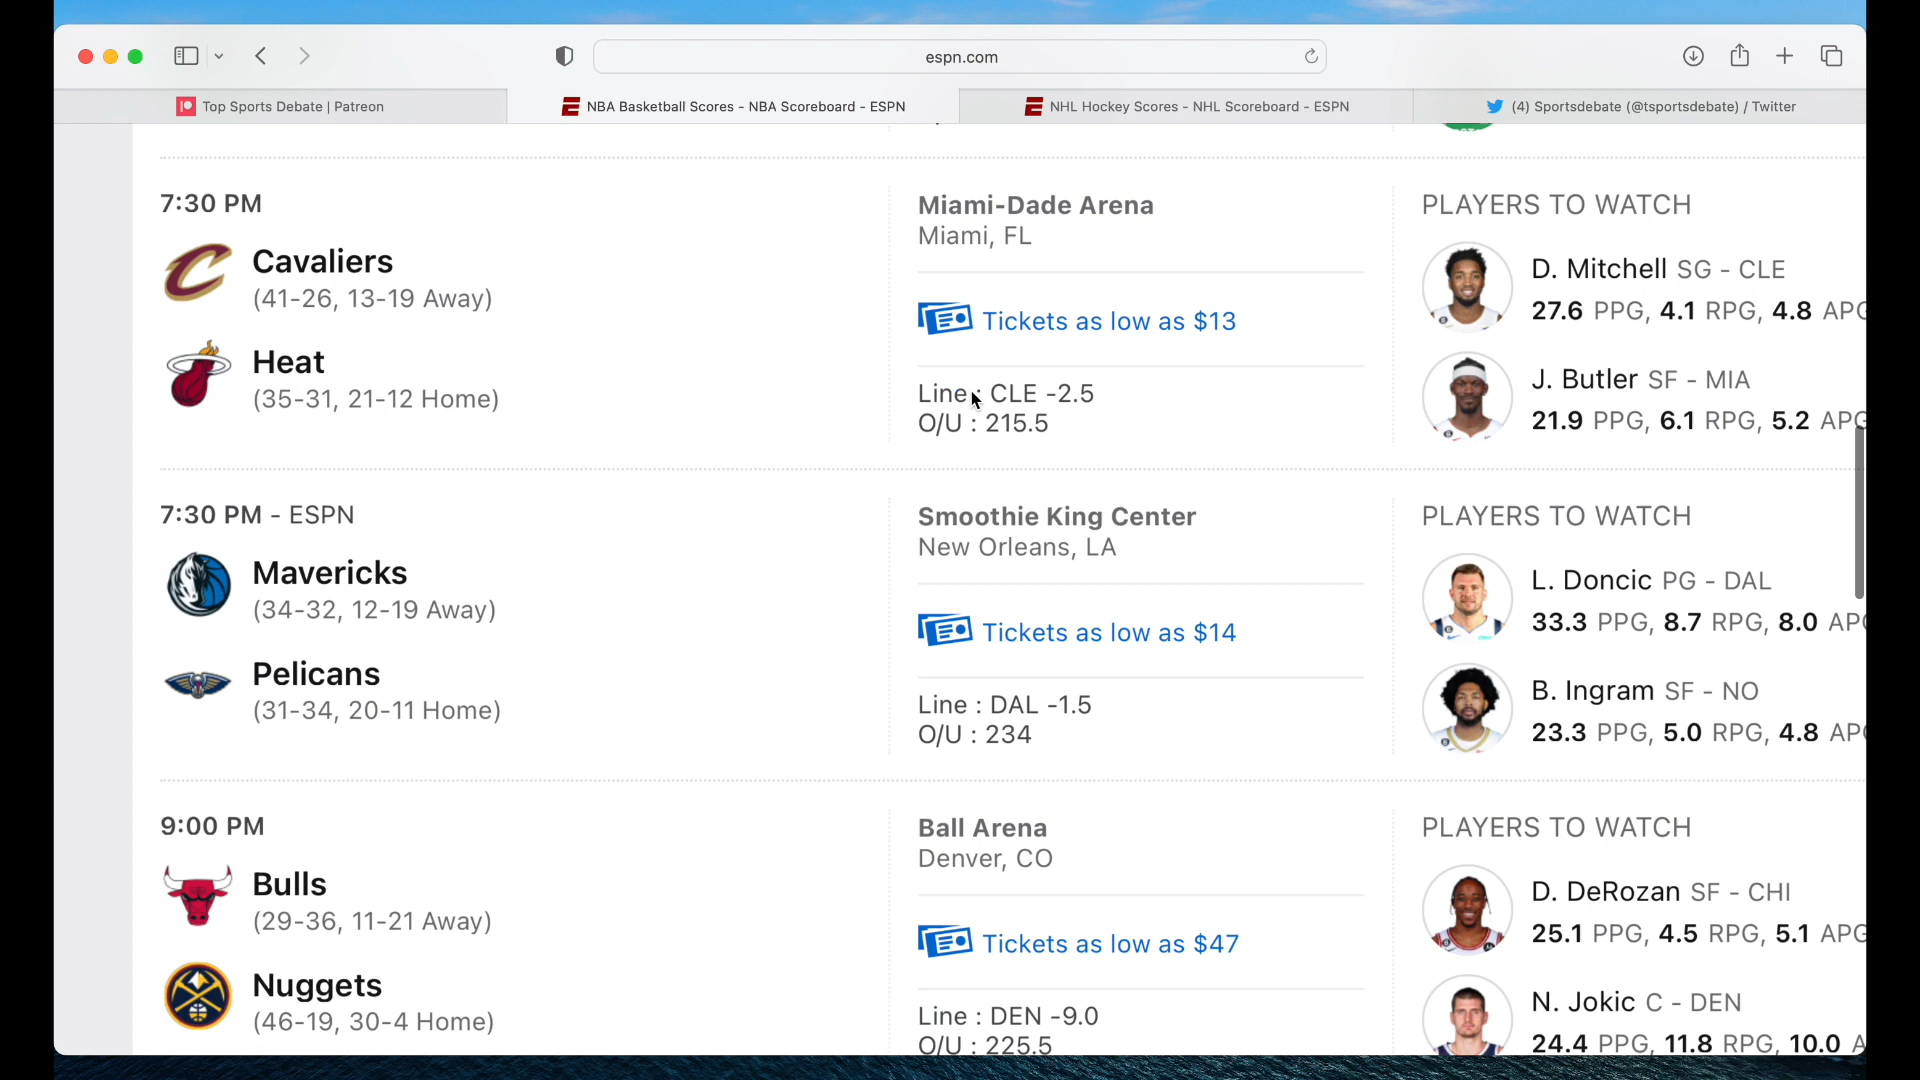 espn.com
Top Sports Debate | Patreon
NBA Basketball Scores - NBA Scoreboard - ESPN
NHL Hockey Scores - NHL Scoreboard - ESPN
(4) Sportsdebate (@tsportsdebate) / Twitter
7:30 PM
Cavaliers
(41-26, 13-19 Away)
Heat
(35-31, 21-12 Home)
Miami-Dade Arena
Miami, FL
Tickets as low as $13
Line : CLE -2.5
O/U : 215.5
PLAYERS TO WATCH
D. Mitchell SG - CLE
27.6 PPG, 4.1 RPG, 4.8 APG
J. Butler SF - MIA
21.9 PPG, 6.1 RPG, 5.2 APG
7:30 PM - ESPN
Mavericks
(34-32, 12-19 Away)
Pelicans
(31-34, 20-11 Home)
Smoothie King Center
New Orleans, LA
Tickets as low as $14
Line : DAL -1.5
O/U : 234
PLAYERS TO WATCH
L. Doncic PG - DAL
33.3 PPG, 8.7 RPG, 8.0 APG
B. Ingram SF - NO
23.3 PPG, 5.0 RPG, 4.8 APG
9:00 PM
Bulls
(29-36, 11-21 Away)
Nuggets
(46-19, 30-4 Home)
Ball Arena
Denver, CO
Tickets as low as $47
Line : DEN -9.0
O/U : 225.5
PLAYERS TO WATCH
D. DeRozan SF - CHI
25.1 PPG, 4.5 RPG, 5.1 APG
N. Jokic C - DEN
24.4 PPG, 11.8 RPG, 10.0 A